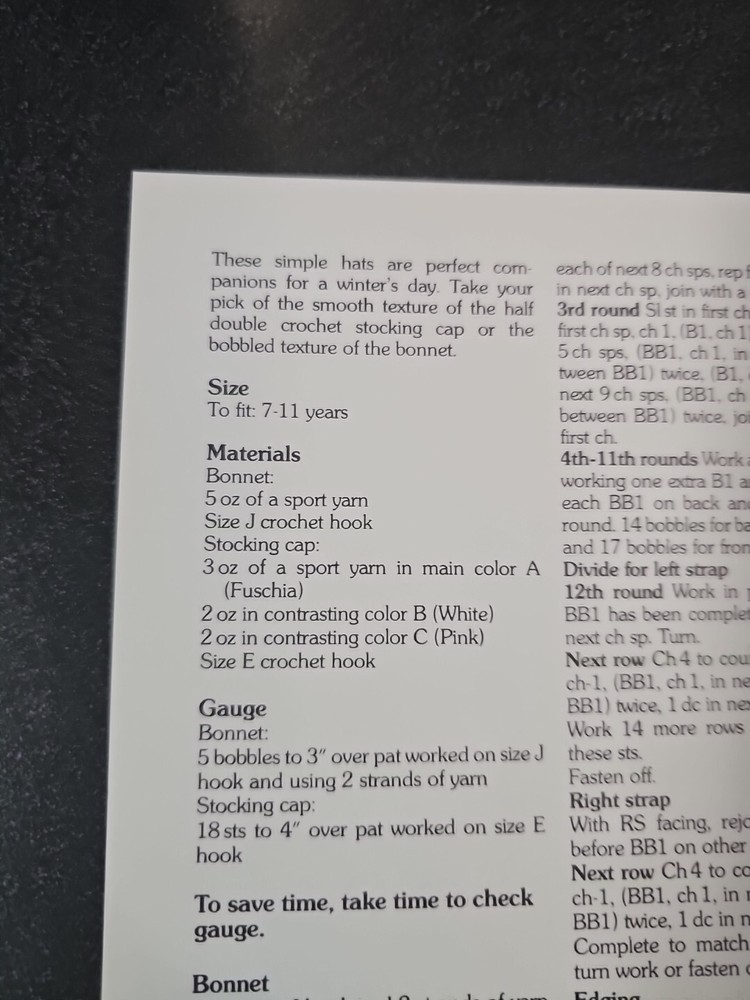 These simple hats are perfect com-
panions for a winter's day. Take your
pick of the smooth texture of the half
double crochet stocking cap or the
bobbled texture of the bonnet.
Size
To fit: 7-11 years
Materials
Bonnet:
5 oz of a sport yarn
Size J crochet hook
Stocking cap:
3 oz of a sport yarn in main color A
(Fuschia)
2 oz in contrasting color B (White)
2 oz in contrasting color C (Pink)
Size E crochet hook
Gauge
Bonnet:
5 bobbles to 3" over pat worked on size J
hook and using 2 strands of yarn
Stocking cap:
18 sts to 4" over pat worked on size E
hook
To save time, take time to check
gauge.
Bonnet
each of next 8 ch sps, rep
in next ch sp, join with a
3rd round Sl st in first ch
first ch sp, ch 1, (B1, ch 1
5 ch sps, (BB1, ch 1, in
tween BB1) twice, (B1,
next 9 ch sps, (BB1, ch
between BB1) twice,
first ch.
4th-11th rounds Work
working one extra B1
each BB1 on back and
round. 14 bobbles for
and 17 bobbles for
Divide for left strap
12th round Work in
BB1 has been
next ch sp. Turn.
Next row Ch 4 to
ch-1, (BB1, ch 1, in
BB1) twice, 1 dc in
Work 14 more rows
these sts.
Fasten off.
Right strap
With RS facing,
before BB1 on other
Next row Ch 4 to
ch-1, (BB1, ch 1, in
BB1) twice, 1 dc in
Complete to match
turn work or fasten
Edging